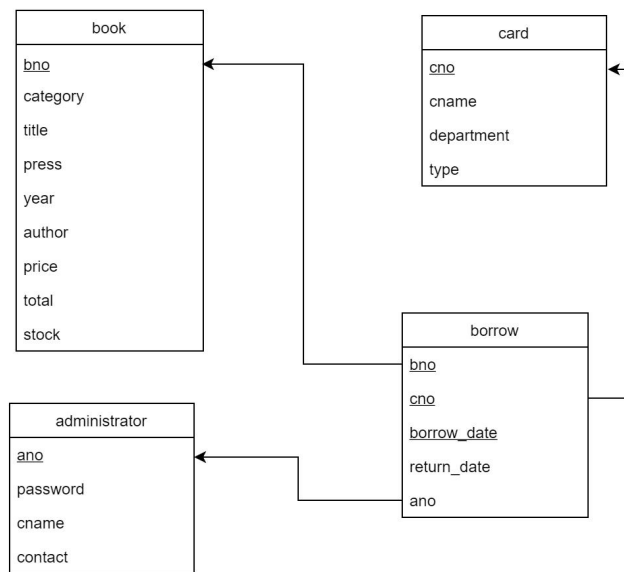 book
bno
category
title
press
year
author
price
total
stock
card
cno
cname
department
type
borrow
bno
cno
borrow_date
return_date
ano
administrator
ano
password
cname
contact